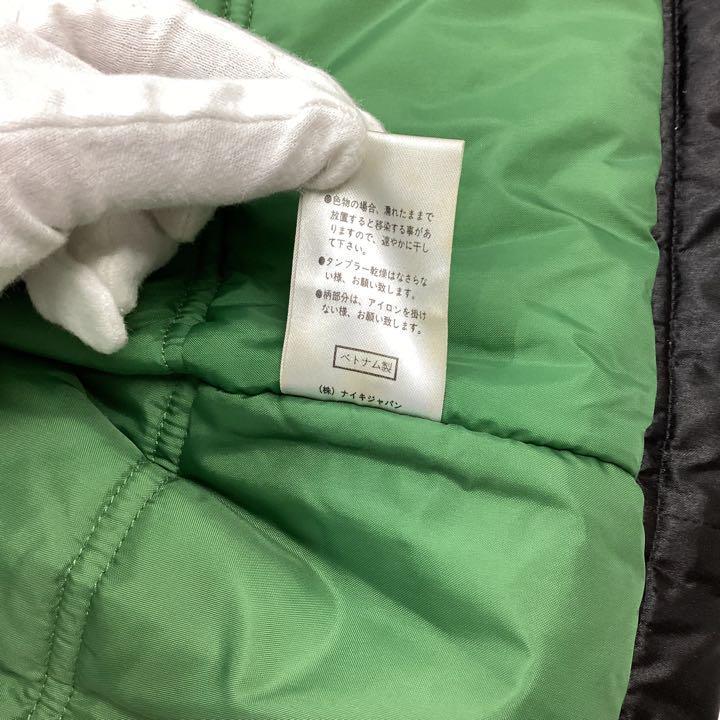 ●色物の場合、濡れたままで
放置すると移染する事があ
りますので、速やかに干し
て下さい。
●タンブラー乾燥はなさらな
い様、お願い致します。
●柄部分は、アイロンを掛け
ない様、お願い致します。
ベトナム製
(株) ナイキジャパン